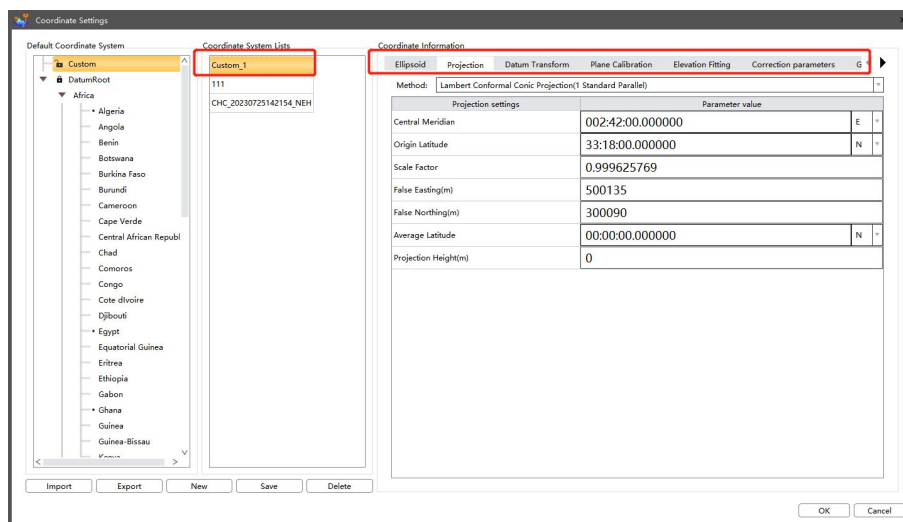 Coordinate Settings
Default Coordinate System
Custom
DatumRoot
Africa
Algeria
Angola
Benin
Botswana
Burkina Faso
Burundi
Cameroon
Cape Verde
Central African Republ
Chad
Comoros
Congo
Cote dIvoire
Djibouti
Egypt
Equatorial Guinea
Eritrea
Ethiopia
Gabon
Ghana
Guinea
Guinea-Bissau
Import Export New Save Delete
Coordinate System Lists
Custom_1
111
CHC_20230725142154_NEH
Coordinate Information
Ellipsoid Projection Datum Transform Plane Calibration Elevation Fitting Correction parameters G
Method: Lambert Conformal Conic Projection(1 Standard Parallel)
Projection settings Parameter value
Central Meridian 002:42:00.000000 E
Origin Latitude 33:18:00.000000 N
Scale Factor 0.999625769
False Easting(m) 500135
False Northing(m) 300090
Average Latitude 00:00:00.000000 N
Projection Height(m) 0
OK Cancel